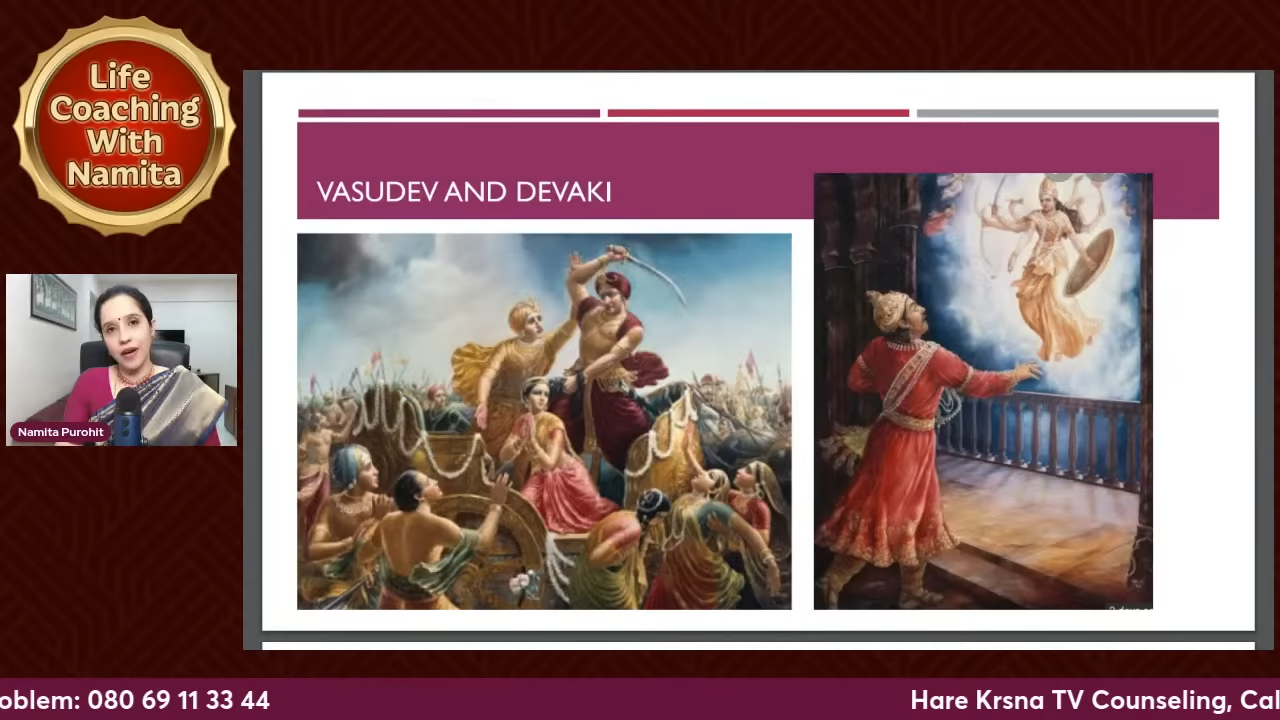 Life
Coaching
With
Namita
VASUDEV AND DEVAKI
Namita Purohit
oblem: 080 69 11 33 44
Hare Krsna TV Counseling, Cal